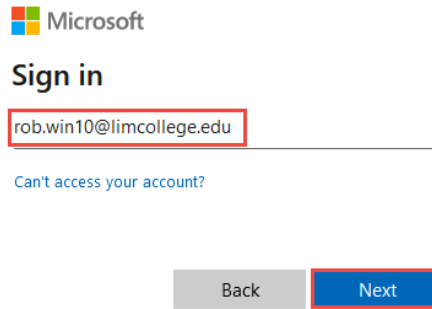 Microsoft
Sign in
rob.win10@limcollege.edu
Can't access your account?
Back Next